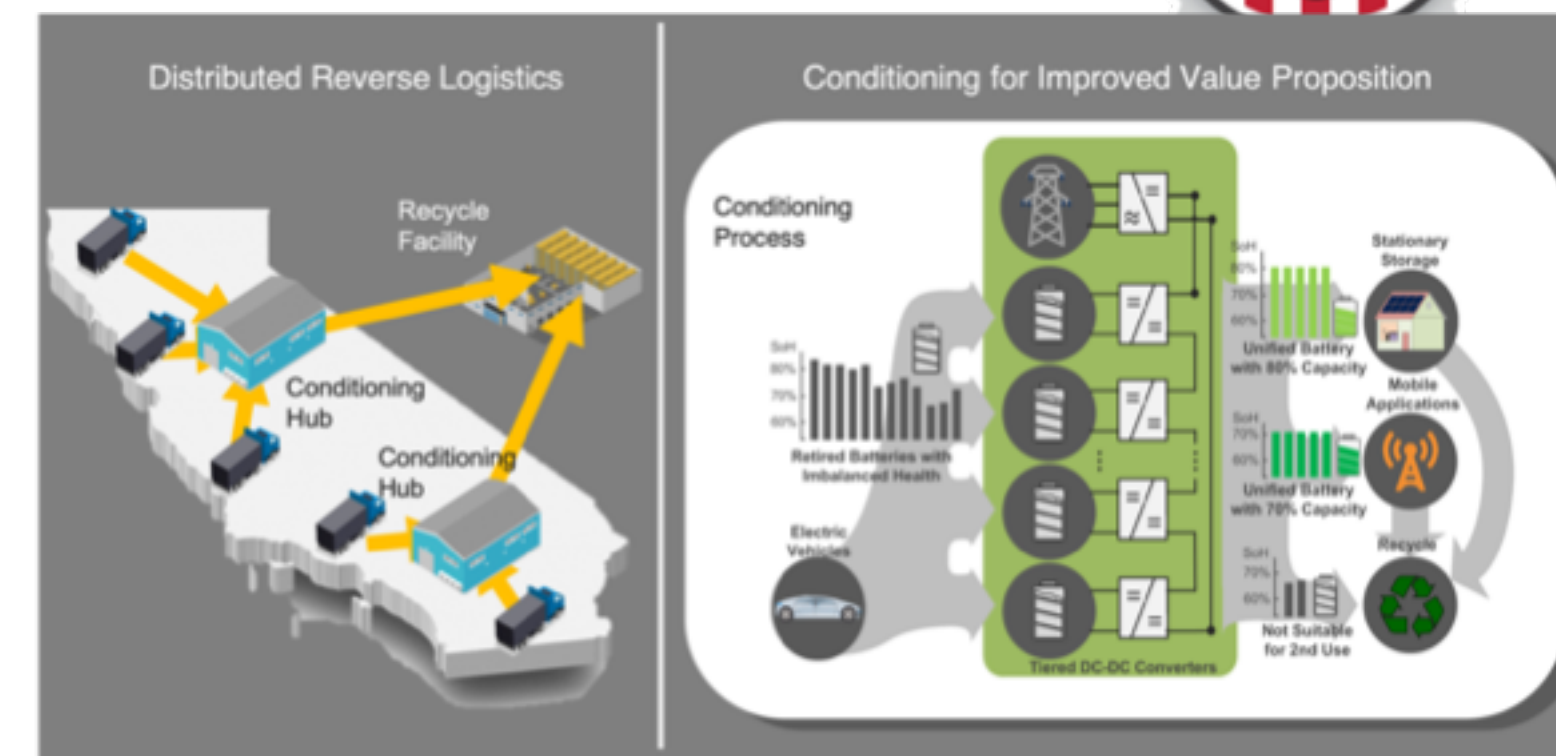 Distributed Reverse Logistics
Recycle
Facility
Conditioning
Hub
Conditioning
Hub
Conditioning for Improved Value Proposition
Conditioning
Process
SoH
80%
70%
60%
Retired Batteries with
Imbalanced Health
Electric
Vehicles
Tiered DC-DC Converters
SoH
80%
70%
60%
Unified Battery
with 80% Capacity
Stationary
Storage
SoH
70%
60%
Unified Battery
with 70% Capacity
Mobile
Applications
SoH
70%
60%
Not Suitable
for 2nd Use
Recycle